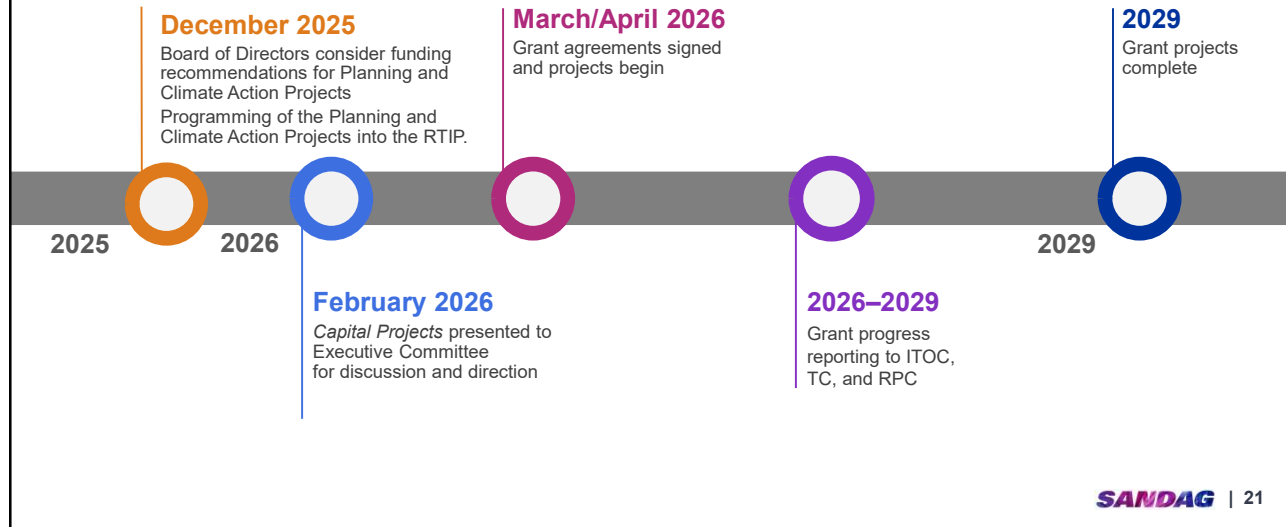 December 2025
Board of Directors consider funding
recommendations for Planning and
Climate Action Projects
Programming of the Planning and
Climate Action Projects into the RTIP.
March/April 2026
Grant agreements signed
and projects begin
2029
Grant projects
complete
2025
2026
2029
February 2026
Capital Projects presented to
Executive Committee
for discussion and direction
2026–2029
Grant progress
reporting to ITOC,
TC, and RPC
SANDAG | 21